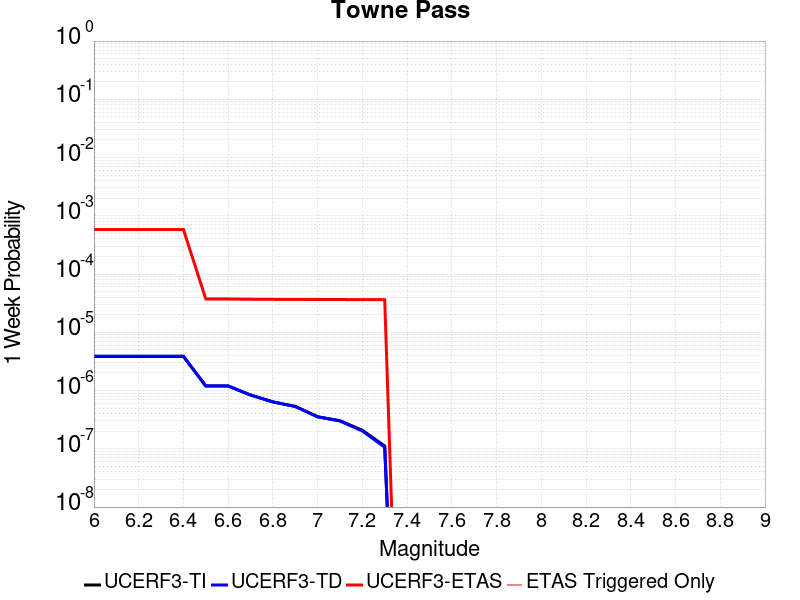 Towne Pass
1 Week Probability
10^0
10^-1
10^-2
10^-3
10^-4
10^-5
10^-6
10^-7
10^-8
6 6.2 6.4 6.6 6.8 7 7.2 7.4 7.6 7.8 8 8.2 8.4 8.6 8.8 9
Magnitude
UCERF3-TI UCERF3-TD UCERF3-ETAS ETAS Triggered Only